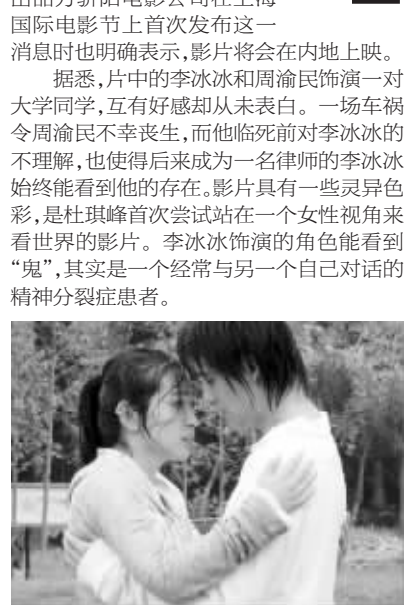 国际电影节上首次发布这一
消息时也明确表示，影片将会在内地上映。
据悉，片中的李冰冰和周渝民饰演一对
大学同学，互有好感却从未表白。一场车祸
令周渝民不幸丧生，而他临死前对李冰冰的
不理解，也使得后来成为一名律师的李冰冰
始终能看到他的存在。影片具有一些灵异色
彩，是杜琪峰首次尝试站在一个女性视角来
看世界的影片。李冰冰饰演的角色能看到
“鬼”，其实是一个经常与另一个自己对话的
精神分裂症患者。